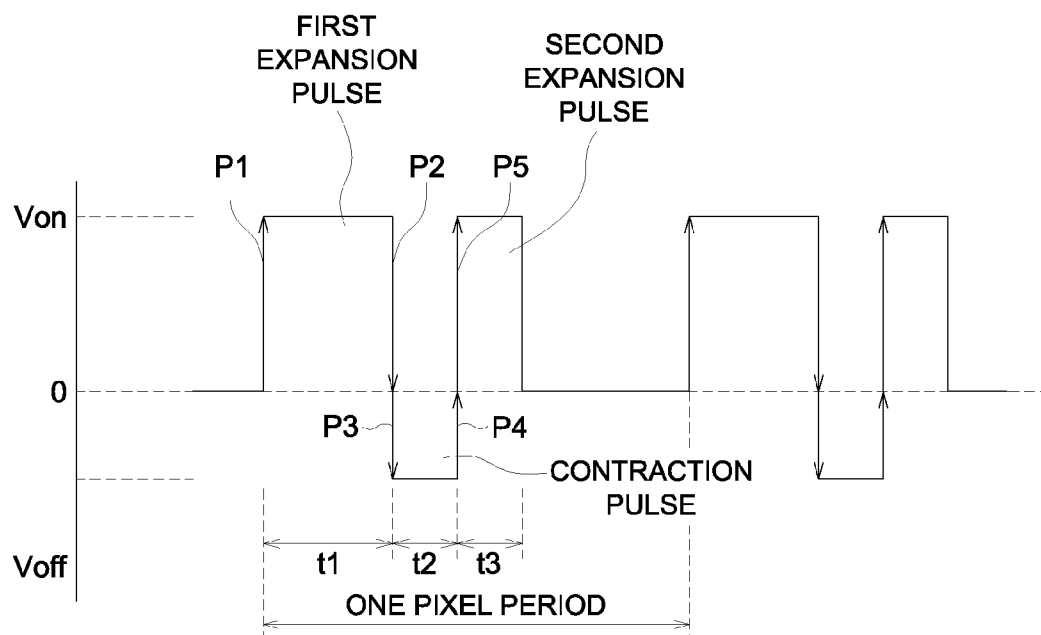 FIRST
EXPANSION
PULSE
SECOND
EXPANSION
PULSE
P1
P2
P5
Von
0
P3
P4
CONTRACTION
PULSE
Voff
t1
t2
t3
ONE PIXEL PERIOD